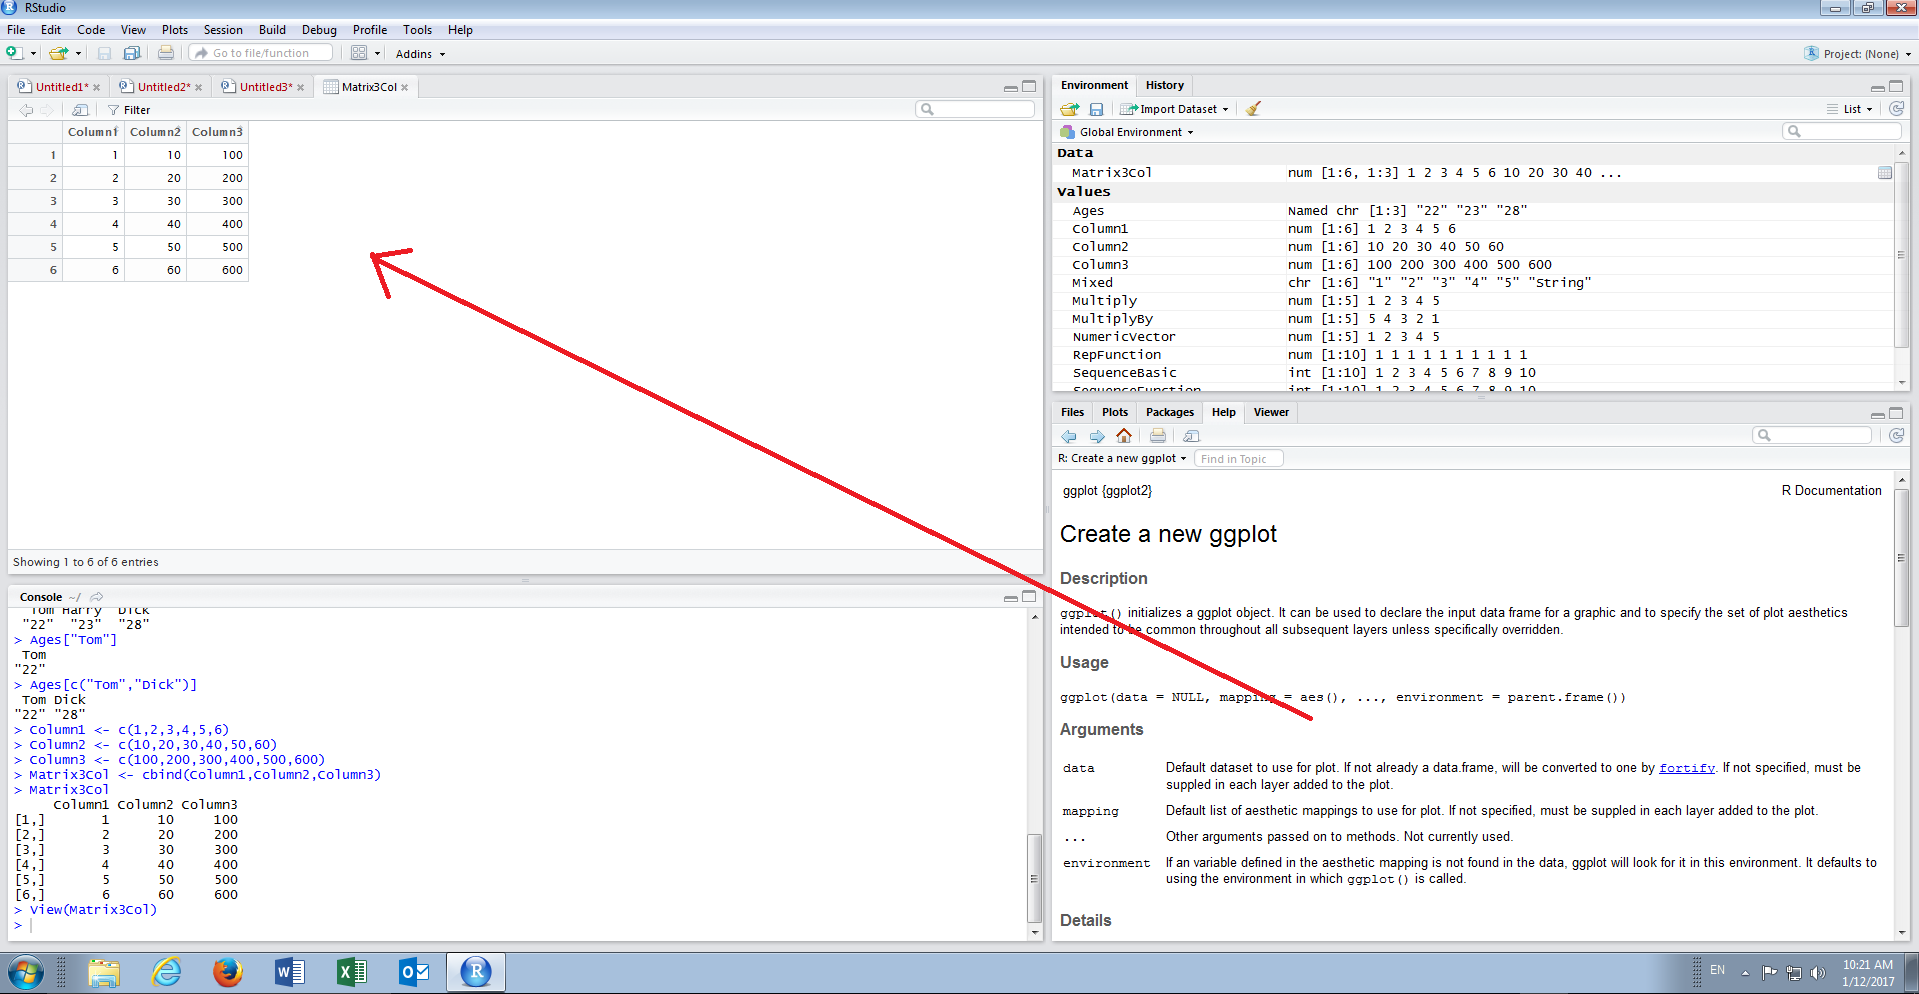 RStudio
File Edit Code View Plots Session Build Debug Profile Tools Help
Go to file/function Addins Project: (None)
Untitled1* Untitled2* Untitled3* Matrix3Col
Filter
Column1 Column2 Column3
1 1 10 100
2 2 20 200
3 3 30 300
4 4 40 400
5 5 50 500
6 6 60 600
Showing 1 to 6 of 6 entries
Console ~/
Tom Harry Dick
"22" "23" "28"
> Ages["Tom"]
Tom
"22"
> Ages[c("Tom","Dick")]
Tom Dick
"22" "28"
> Column1 <- c(1,2,3,4,5,6)
> Column2 <- c(10,20,30,40,50,60)
> Column3 <- c(100,200,300,400,500,600)
> Matrix3Col <- cbind(Column1,Column2,Column3)
> Matrix3Col
Column1 Column2 Column3
[1,] 1 10 100
[2,] 2 20 200
[3,] 3 30 300
[4,] 4 40 400
[5,] 5 50 500
[6,] 6 60 600
> View(Matrix3Col)
>
Environment History
Import Dataset List
Global Environment
Data
Matrix3Col num [1:6, 1:3] 1 2 3 4 5 6 10 20 30 40 ...
Values
Ages Named chr [1:3] "22" "23" "28"
Column1 num [1:6] 1 2 3 4 5 6
Column2 num [1:6] 10 20 30 40 50 60
Column3 num [1:6] 100 200 300 400 500 600
Mixed chr [1:6] "1" "2" "3" "4" "5" "String"
Multiply num [1:5] 1 2 3 4 5
MultiplyBy num [1:5] 5 4 3 2 1
NumericVector num [1:5] 1 2 3 4 5
RepFunction num [1:10] 1 1 1 1 1 1 1 1 1 1
SequenceBasic int [1:10] 1 2 3 4 5 6 7 8 9 10
SequenceFunction int [1:10] 1 2 3 4 5 6 7 8 9 10
Files Plots Packages Help Viewer
R: Create a new ggplot Find in Topic
ggplot {ggplot2} R Documentation
Create a new ggplot
Description
ggplot() initializes a ggplot object. It can be used to declare the input data frame for a graphic and to specify the set of plot aesthetics
intended to be common throughout all subsequent layers unless specifically overridden.
Usage
ggplot(data = NULL, mapping = aes(), ..., environment = parent.frame())
Arguments
data Default dataset to use for plot. If not already a data.frame, will be converted to one by fortify. If not specified, must be
suppled in each layer added to the plot.
mapping Default list of aesthetic mappings to use for plot. If not specified, must be suppled in each layer added to the plot.
... Other arguments passed on to methods. Not currently used.
environment If an variable defined in the aesthetic mapping is not found in the data, ggplot will look for it in this environment. It defaults to
using the environment in which ggplot() is called.
Details
EN 10:21 AM
1/12/2017